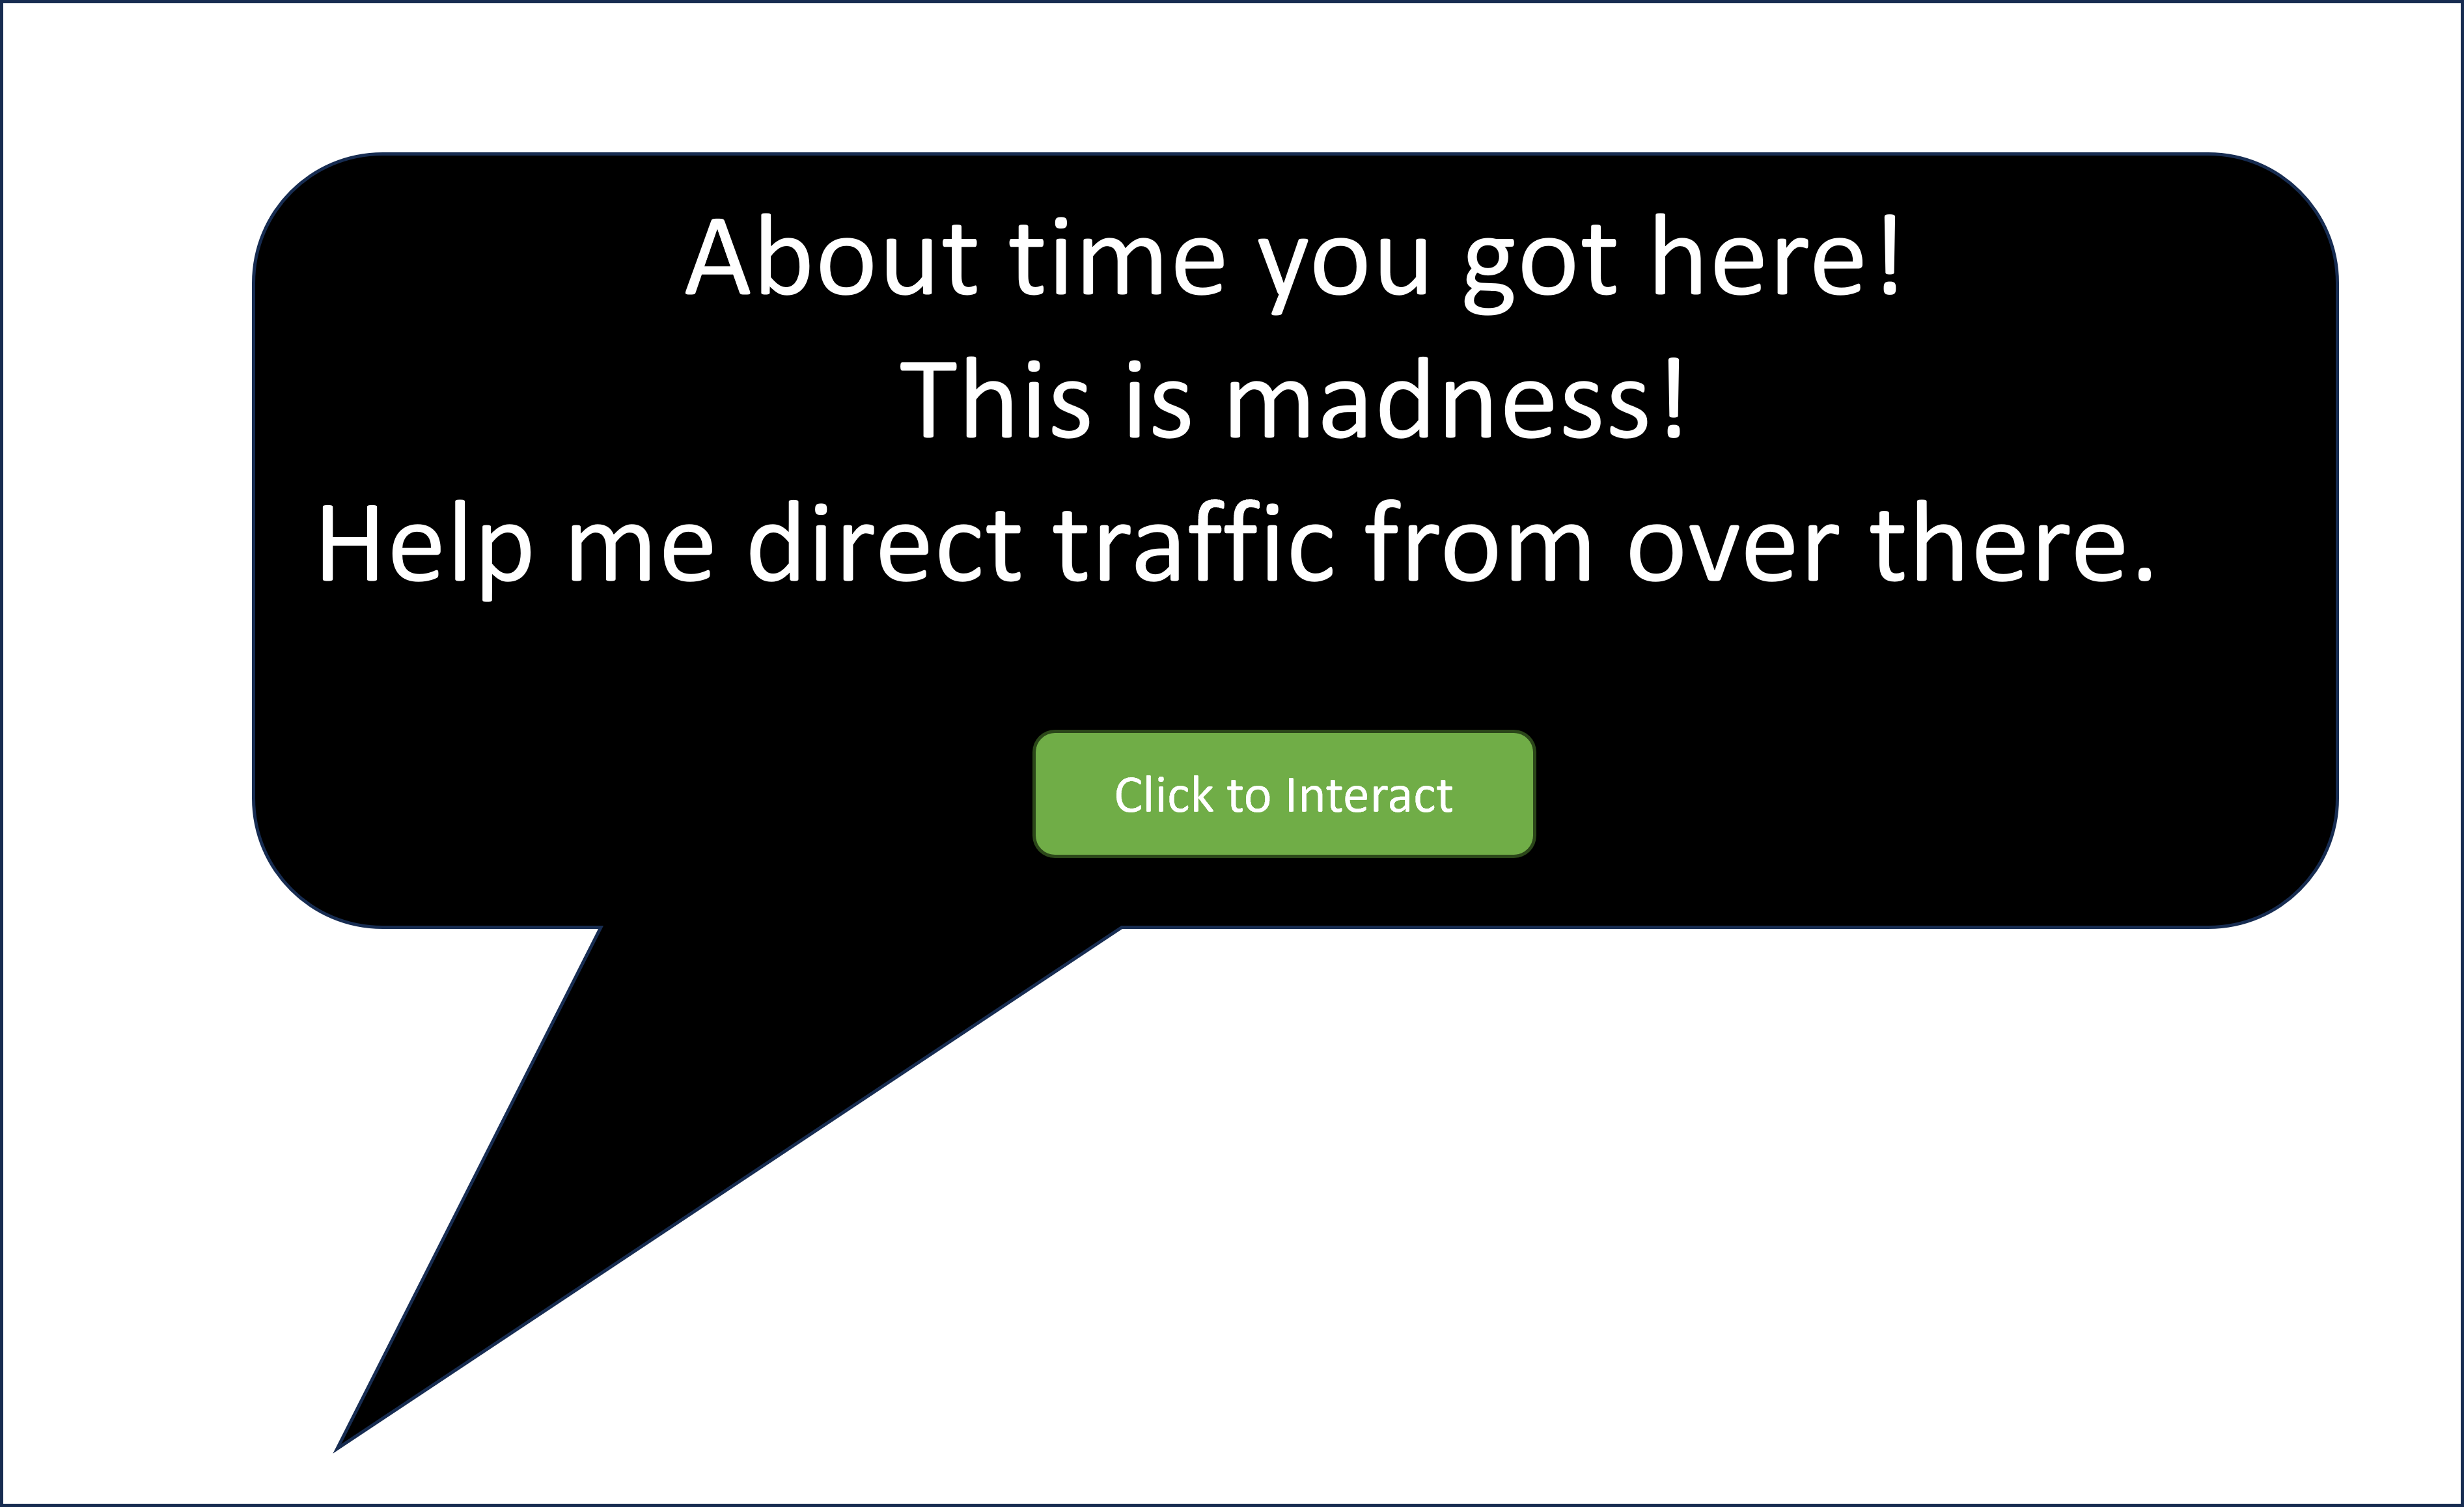 About time you got here!
This is madness!
Help me direct traffic from over there.
Click to Interact